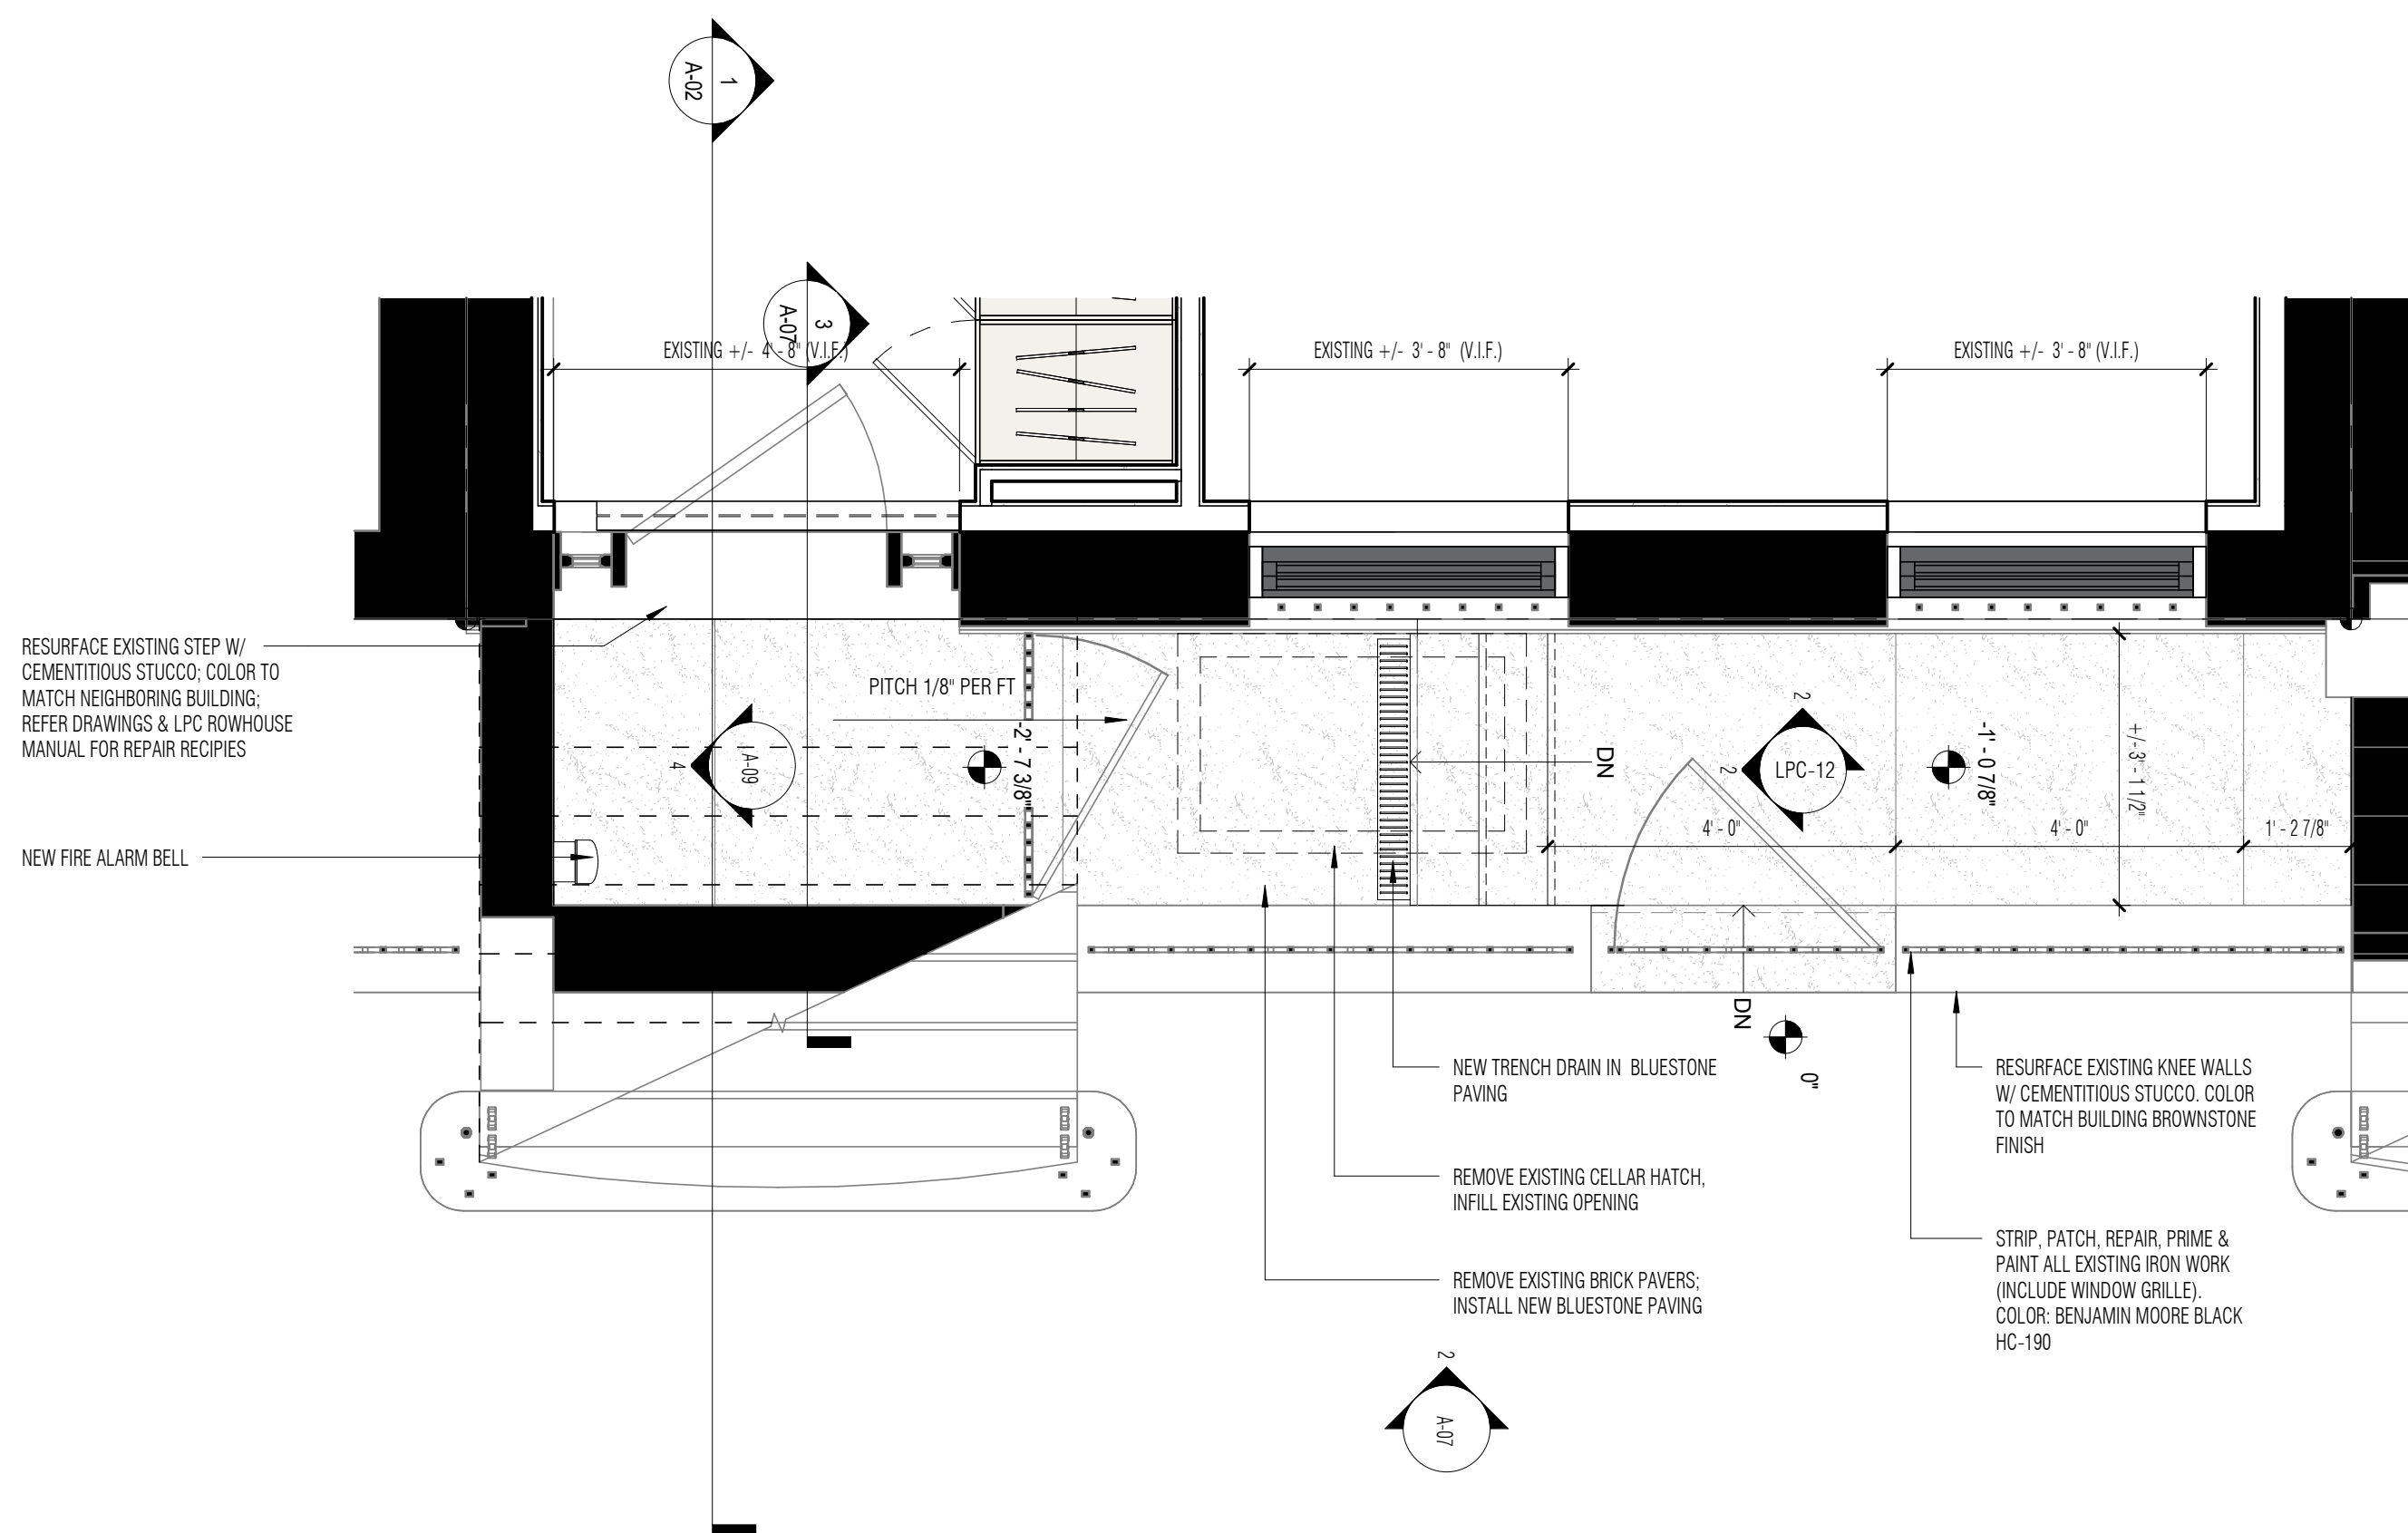 1
A-02
3
A-07
EXISTING +/- 4' - 8" (V.I.F.)
EXISTING +/- 3' - 8" (V.I.F.)
EXISTING +/- 3' - 8" (V.I.F.)
RESURFACE EXISTING STEP W/
CEMENTITIOUS STUCCO; COLOR TO
MATCH NEIGHBORING BUILDING;
REFER DRAWINGS & LPC ROWHOUSE
MANUAL FOR REPAIR RECIPIES
NEW FIRE ALARM BELL
PITCH 1/8" PER FT
4
A-09
-2' - 7 3/8"
DN
2
2
LPC-12
-1' - 0 7/8"
+/- 3' - 1 1/2"
4' - 0"
4' - 0"
1' - 2 7/8"
DN
0"
NEW TRENCH DRAIN IN BLUESTONE
PAVING
REMOVE EXISTING CELLAR HATCH,
INFILL EXISTING OPENING
REMOVE EXISTING BRICK PAVERS;
INSTALL NEW BLUESTONE PAVING
RESURFACE EXISTING KNEE WALLS
W/ CEMENTITIOUS STUCCO. COLOR
TO MATCH BUILDING BROWNSTONE
FINISH
STRIP, PATCH, REPAIR, PRIME &
PAINT ALL EXISTING IRON WORK
(INCLUDE WINDOW GRILLE).
COLOR: BENJAMIN MOORE BLACK
HC-190
2
A-07